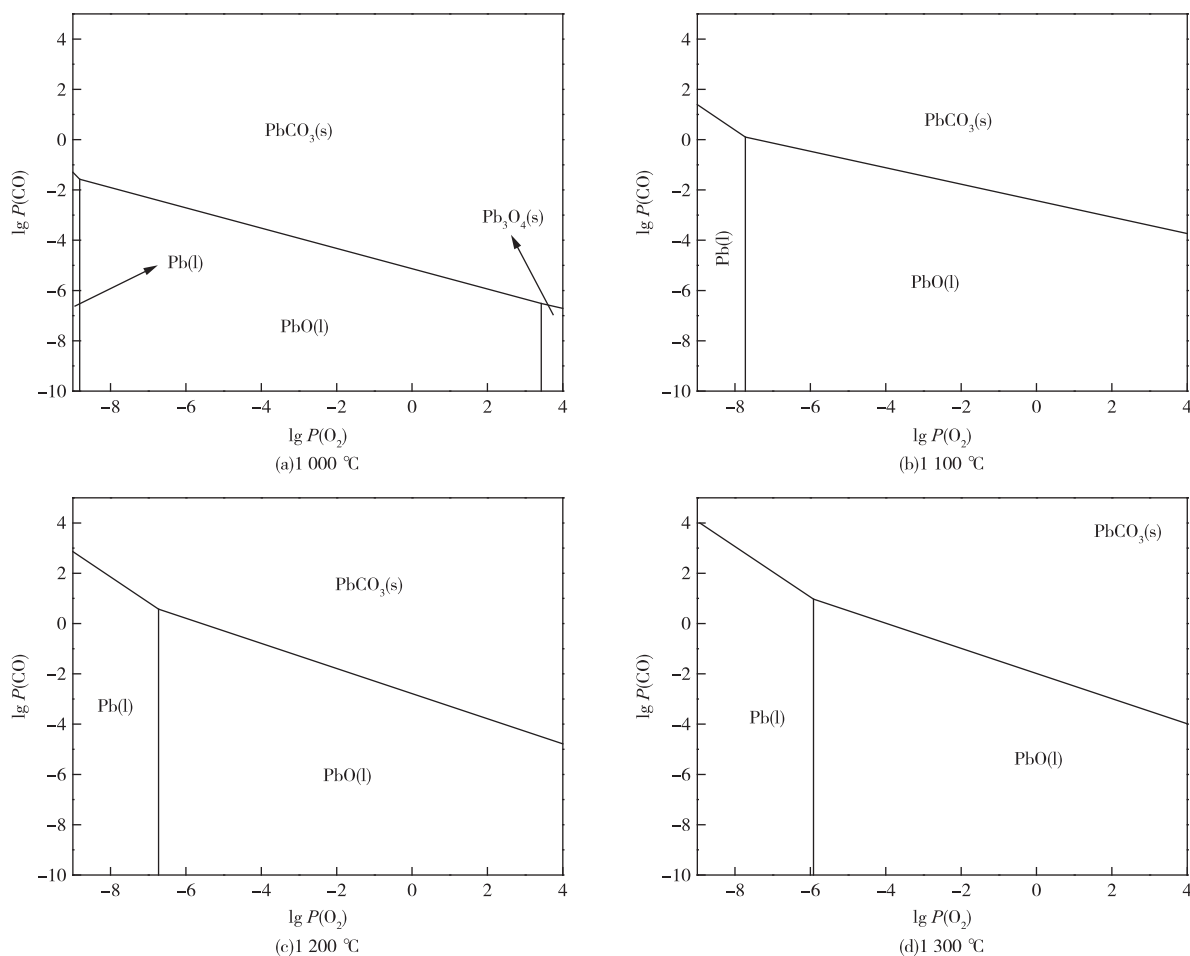 4
2
0
−2
−4
−6
−8
−10
lg P(CO)
PbCO₃(s)
Pb₃O₄(s)
Pb(l)
PbO(l)
−8 −6 −4 −2 0 2 4
lg P(O₂)
(a)1 000 ℃
4
2
0
−2
−4
−6
−8
−10
lg P(CO)
PbCO₃(s)
Pb(l)
PbO(l)
−8 −6 −4 −2 0 2 4
lg P(O₂)
(b)1 100 ℃
4
2
0
−2
−4
−6
−8
−10
lg P(CO)
PbCO₃(s)
Pb(l)
PbO(l)
−8 −6 −4 −2 0 2 4
lg P(O₂)
(c)1 200 ℃
4
2
0
−2
−4
−6
−8
−10
lg P(CO)
PbCO₃(s)
Pb(l)
PbO(l)
−8 −6 −4 −2 0 2 4
lg P(O₂)
(d)1 300 ℃